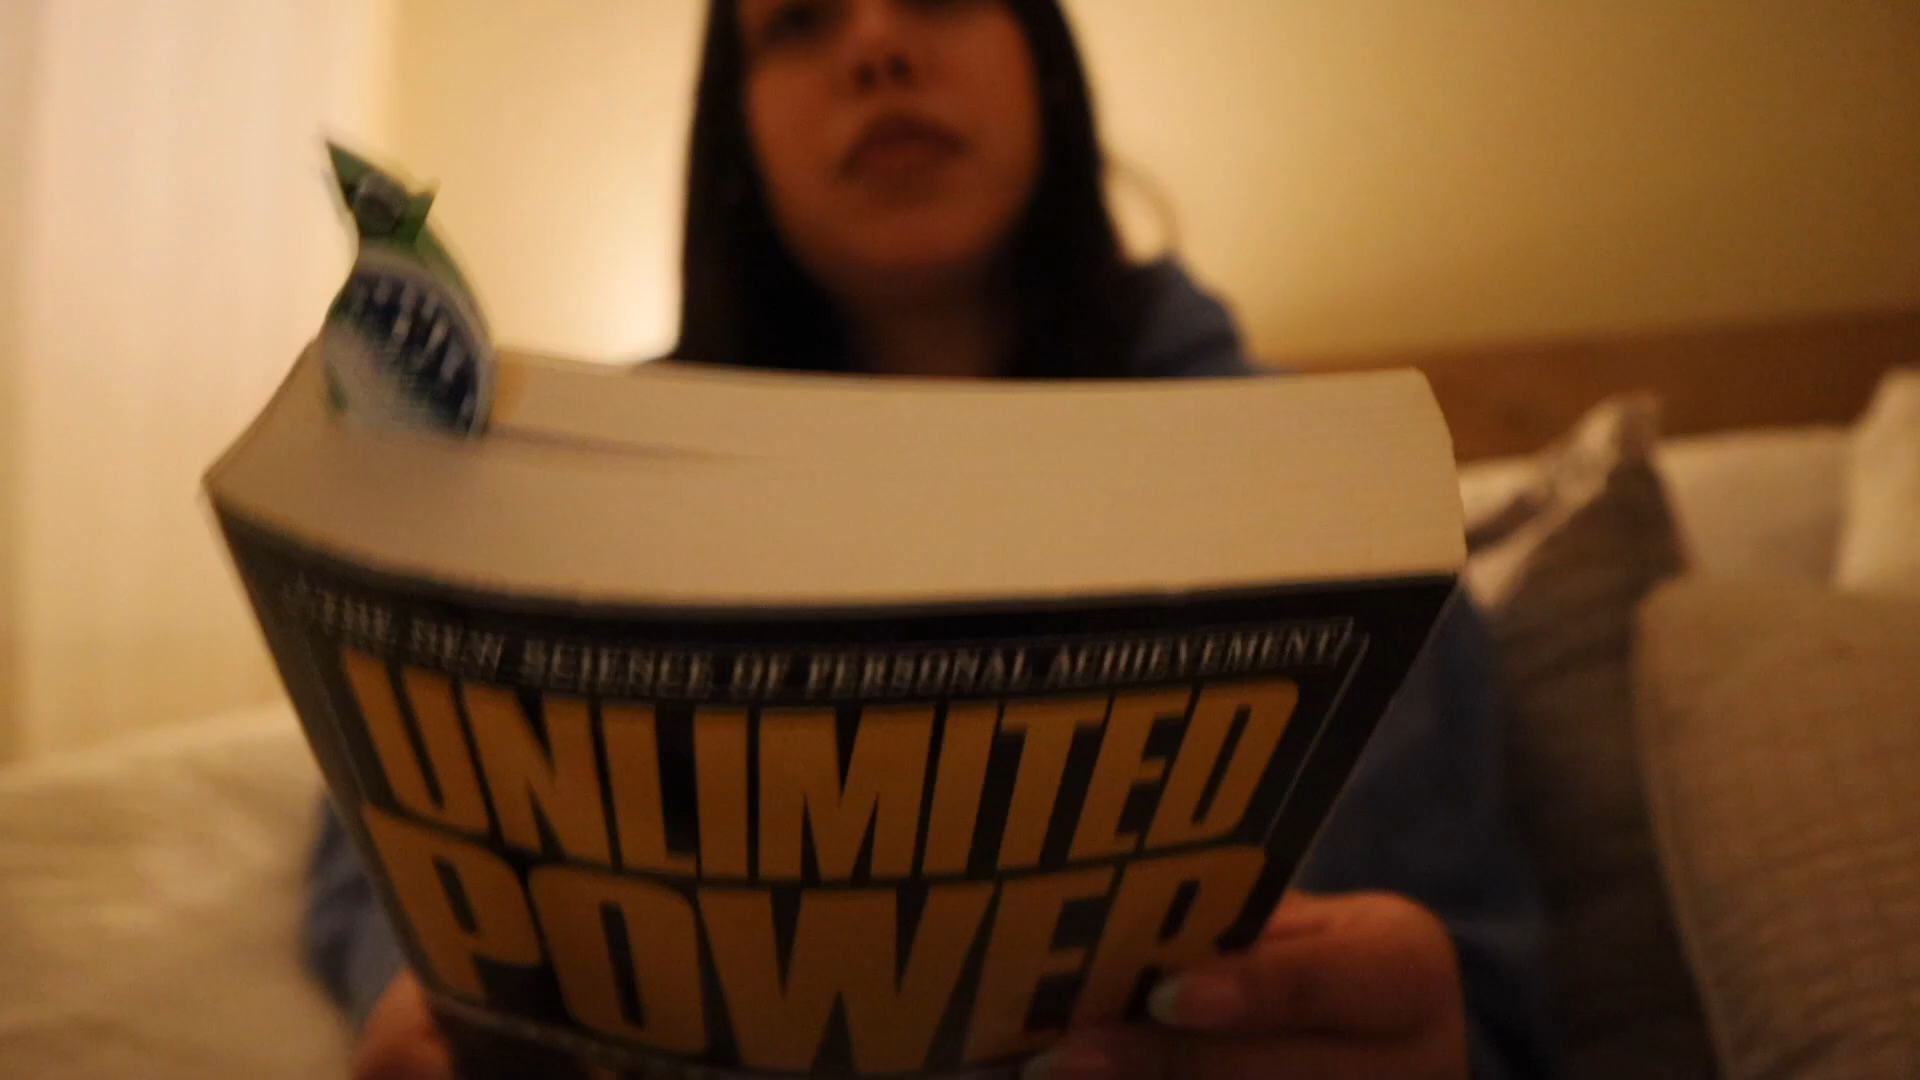 THE NEW SCIENCE OF PERSONAL ACHIEVEMENT
UNLIMITED
POWER